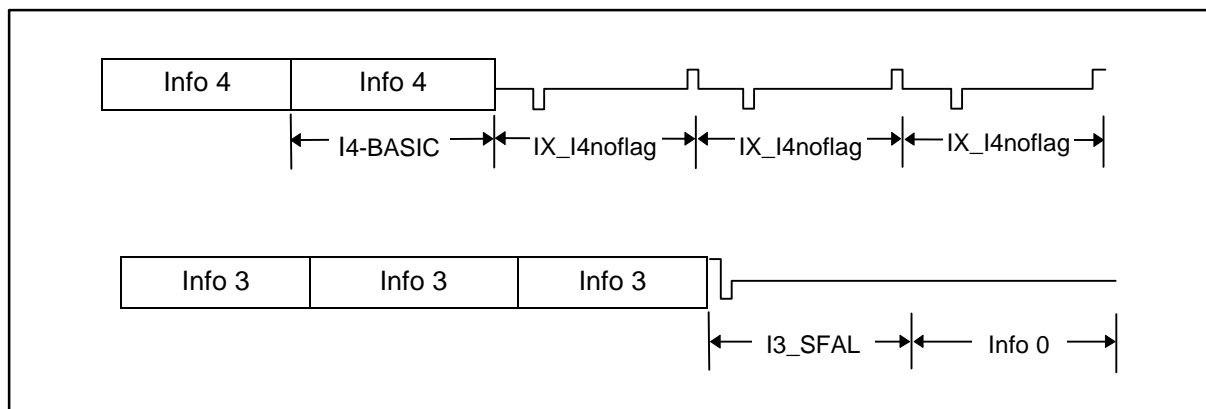 Info 4 Info 4
I4-BASIC IX_I4noflag IX_I4noflag IX_I4noflag
Info 3 Info 3 Info 3
I3_SFAL Info 0